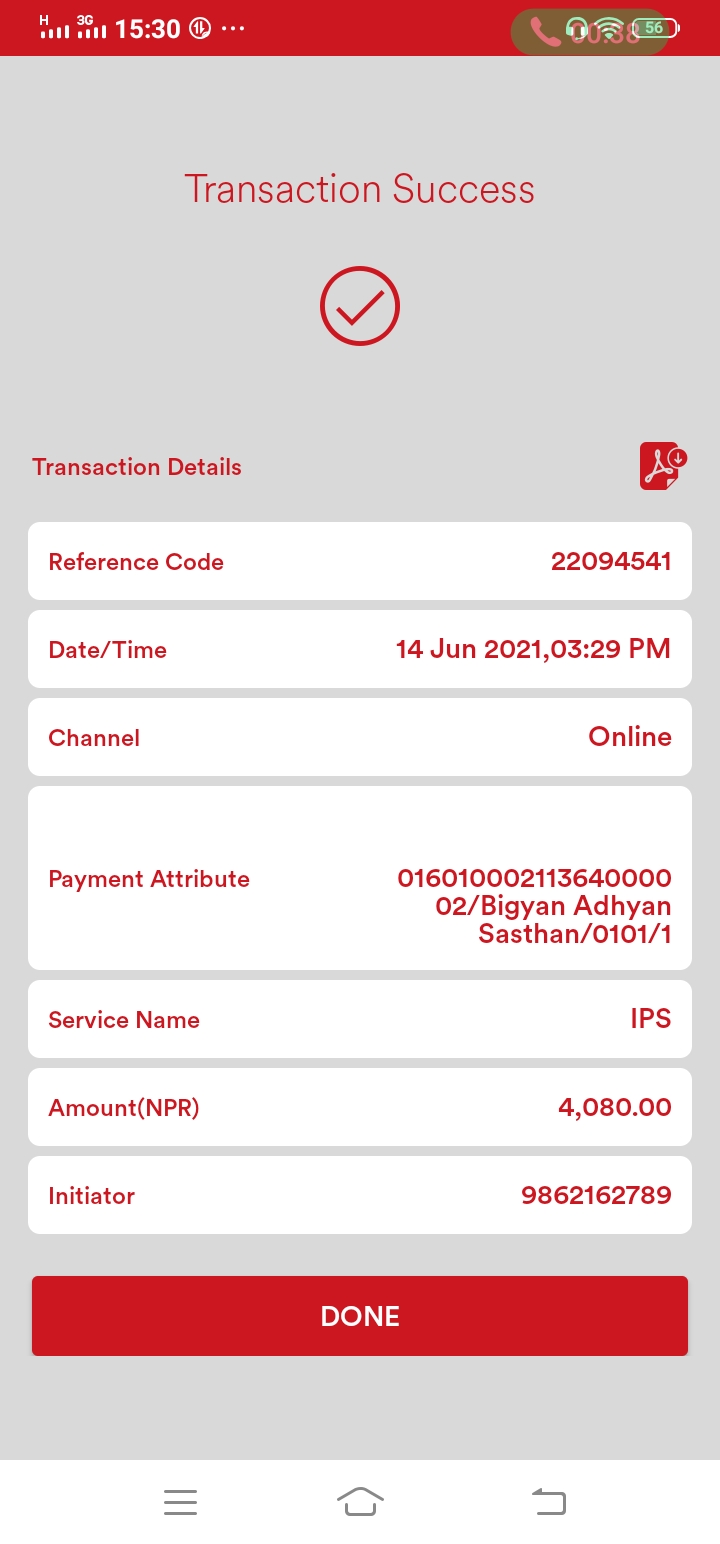 H 3G 15:30 ... 00:38 56
Transaction Success
Transaction Details
Reference Code 22094541
Date/Time 14 Jun 2021,03:29 PM
Channel Online
Payment Attribute 016010002113640000
02/Bigyan Adhyan
Sasthan/0101/1
Service Name IPS
Amount(NPR) 4,080.00
Initiator 9862162789
DONE